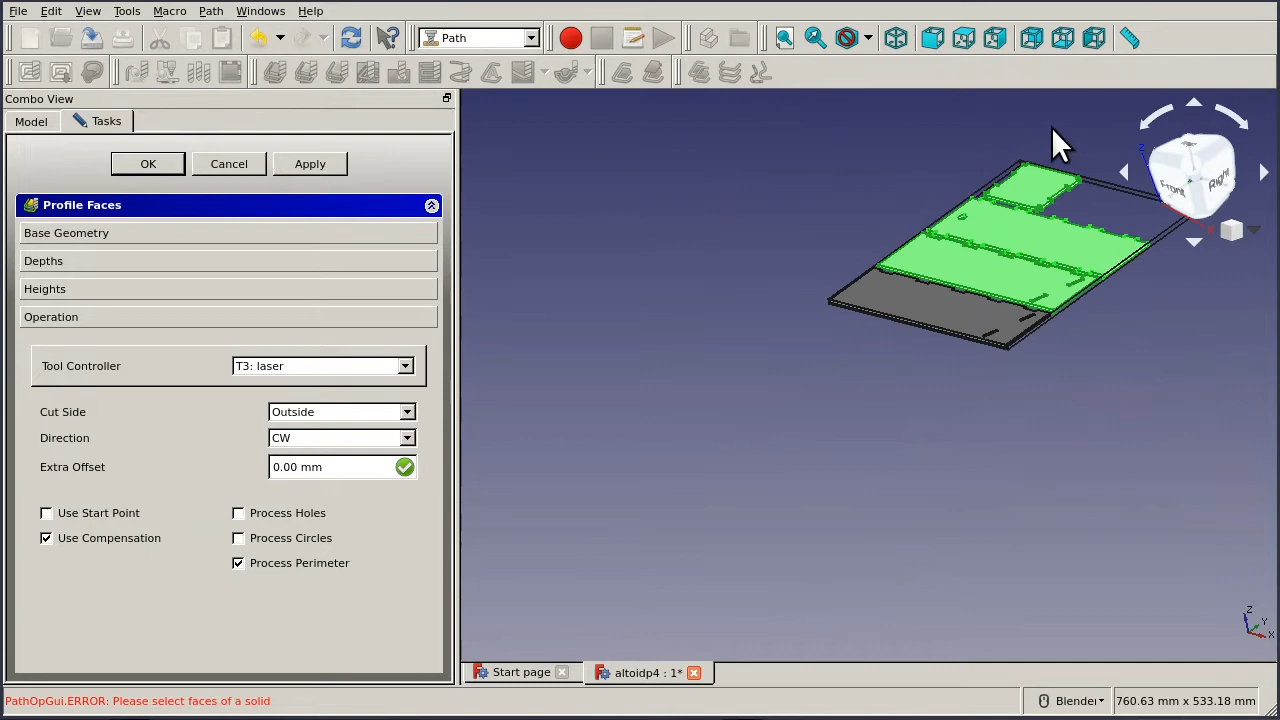 File Edit View Tools Macro Path Windows Help
Path
Combo View
Model Tasks
OK Cancel Apply
Profile Faces
Base Geometry
Depths
Heights
Operation
Tool Controller T3: laser
Cut Side Outside
Direction CW
Extra Offset 0.00 mm
Use Start Point Process Holes
Use Compensation Process Circles
Process Perimeter
Z
Front Right
X
Z
Y
X
Start page altoidp4 : 1*
PathOpGui.ERROR: Please select faces of a solid
Blender 760.63 mm x 533.18 mm